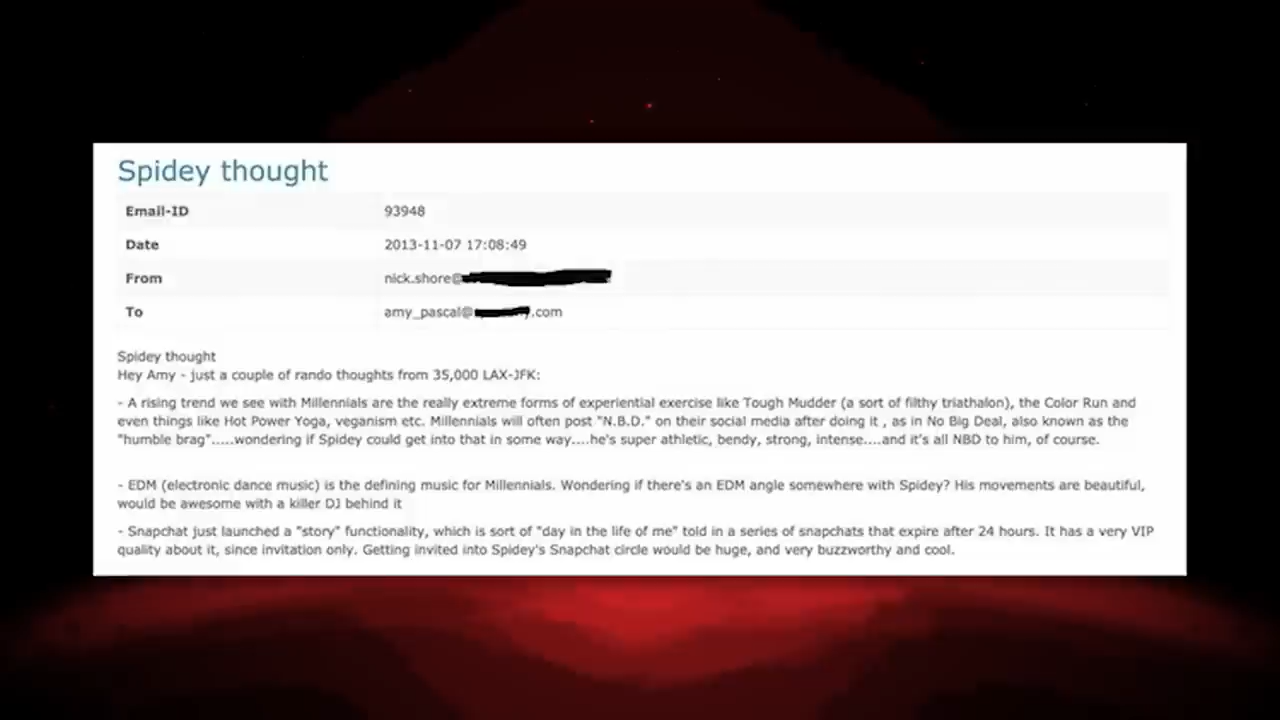 Spidey thought
Email-ID 93948
Date 2013-11-07 17:08:49
From nick.shore@
To amy_pascal@ .com
Spidey thought
Hey Amy - just a couple of rando thoughts from 35,000 LAX-JFK:
- A rising trend we see with Millennials are the really extreme forms of experiential exercise like Tough Mudder (a sort of filthy triathalon), the Color Run and
even things like Hot Power Yoga, veganism etc. Millennials will often post "N.B.D." on their social media after doing it , as in No Big Deal, also known as the
"humble brag".....wondering if Spidey could get into that in some way....he's super athletic, bendy, strong, intense....and it's all NBD to him, of course.
- EDM (electronic dance music) is the defining music for Millennials. Wondering if there's an EDM angle somewhere with Spidey? His movements are beautiful,
would be awesome with a killer DJ behind it
- Snapchat just launched a "story" functionality, which is sort of "day in the life of me" told in a series of snapchats that expire after 24 hours. It has a very VIP
quality about it, since invitation only. Getting invited into Spidey's Snapchat circle would be huge, and very buzzworthy and cool.